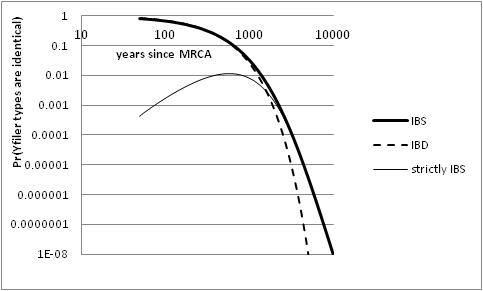 1
10 100 1000 10000
0.1
years since MRCA
0.01
0.001
0.0001
0.00001
0.000001
0.0000001
1E-08
Pr(Yfiler types are identical)
IBS
IBD
strictly IBS